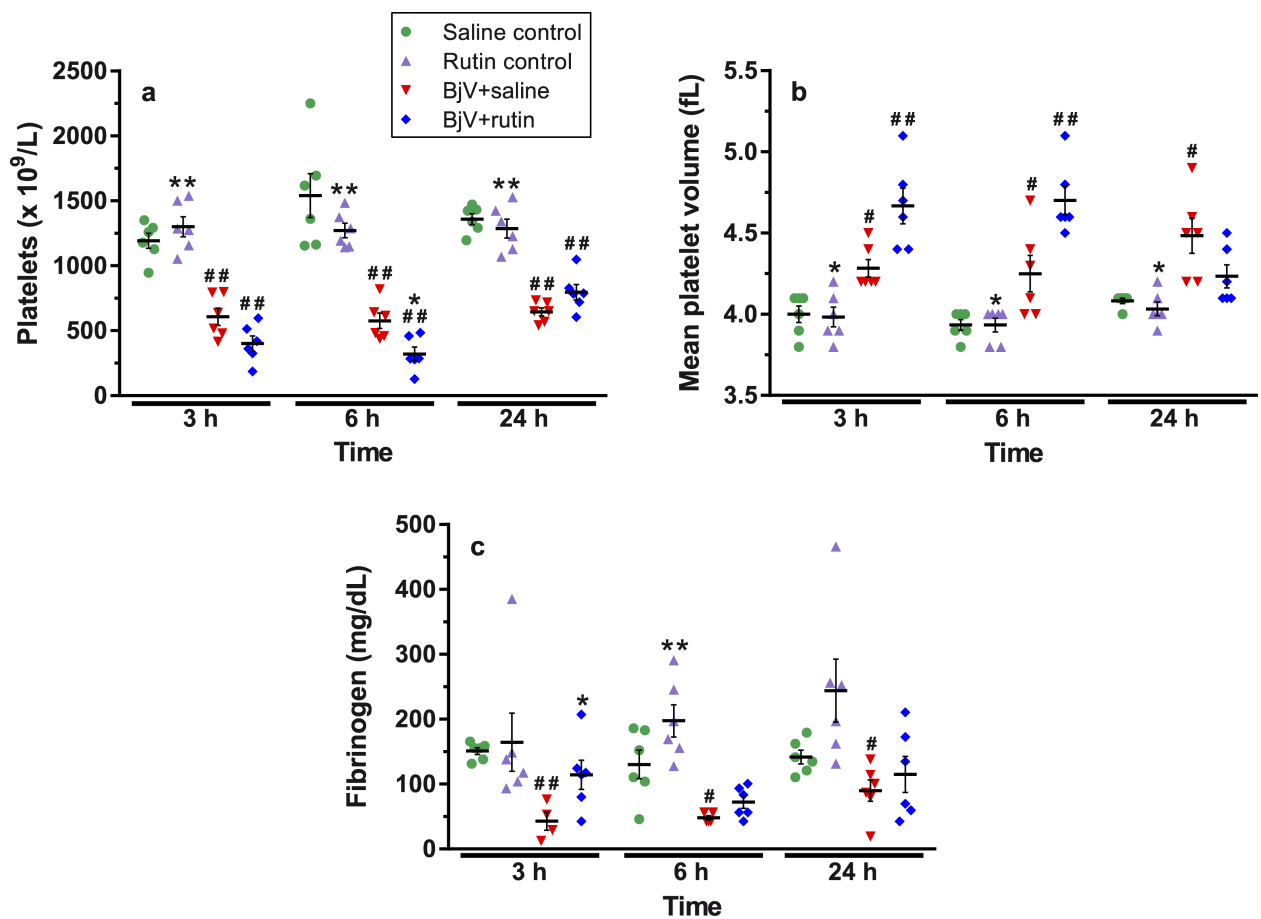 Saline control
Rutin control
BjV+saline
BjV+rutin
a
Platelets (x 10⁹/L)
2500
2000
1500
1000
500
0
** ## ##
** ## * ##
** ## ##
3 h 6 h 24 h
Time
b
Mean platelet volume (fL)
5.5
5.0
4.5
4.0
3.5
* # ##
* # ##
* #
3 h 6 h 24 h
Time
c
Fibrinogen (mg/dL)
500
400
300
200
100
0
## *
** #
#
3 h 6 h 24 h
Time